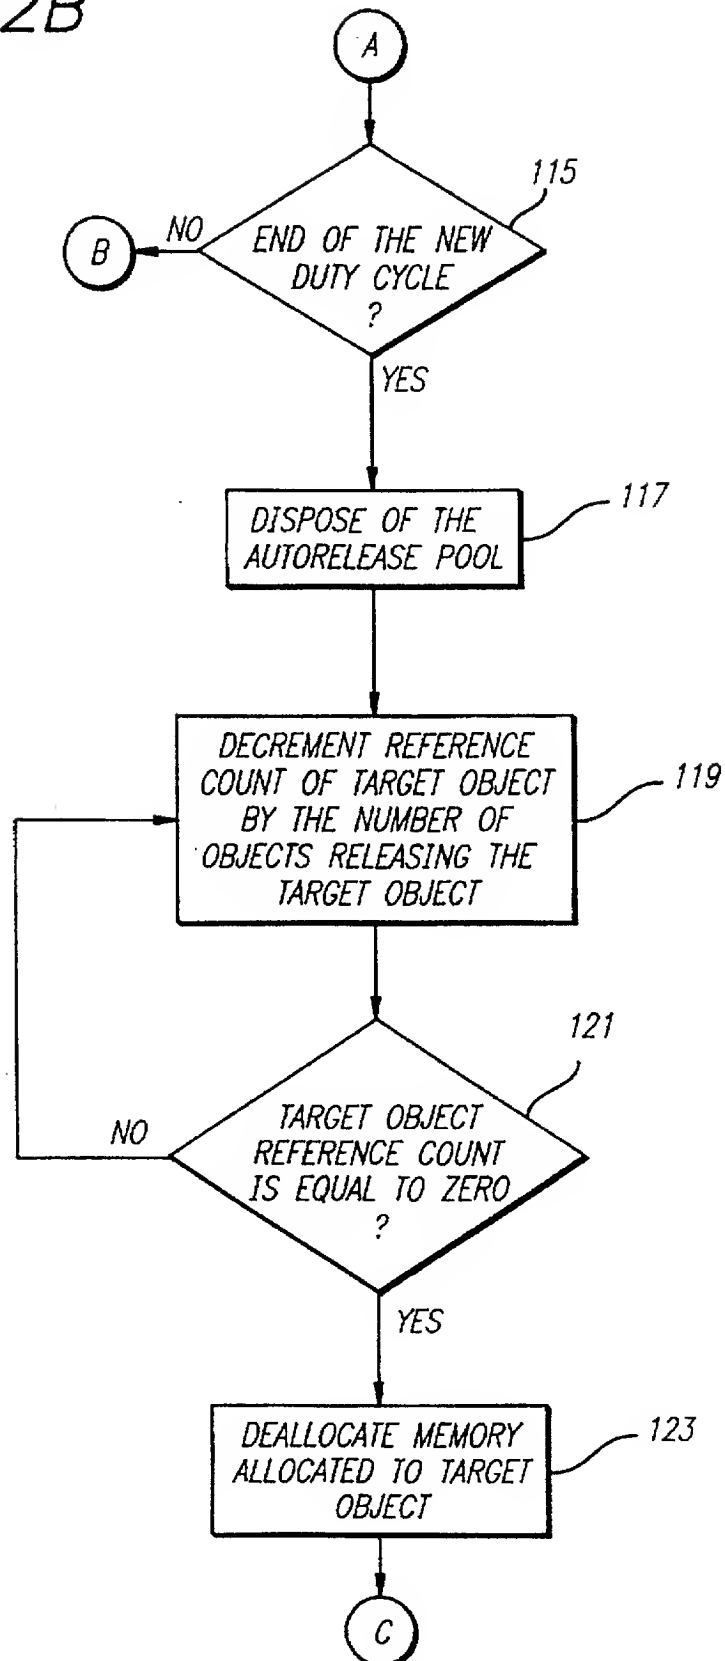 2B
A
115
NO
B
END OF THE NEW
DUTY CYCLE
?
YES
DISPOSE OF THE
AUTORELEASE POOL
117
DECREMENT REFERENCE
COUNT OF TARGET OBJECT
BY THE NUMBER OF
OBJECTS RELEASING THE
TARGET OBJECT
119
121
NO
TARGET OBJECT
REFERENCE COUNT
IS EQUAL TO ZERO
?
YES
DEALLOCATE MEMORY
ALLOCATED TO TARGET
OBJECT
123
C